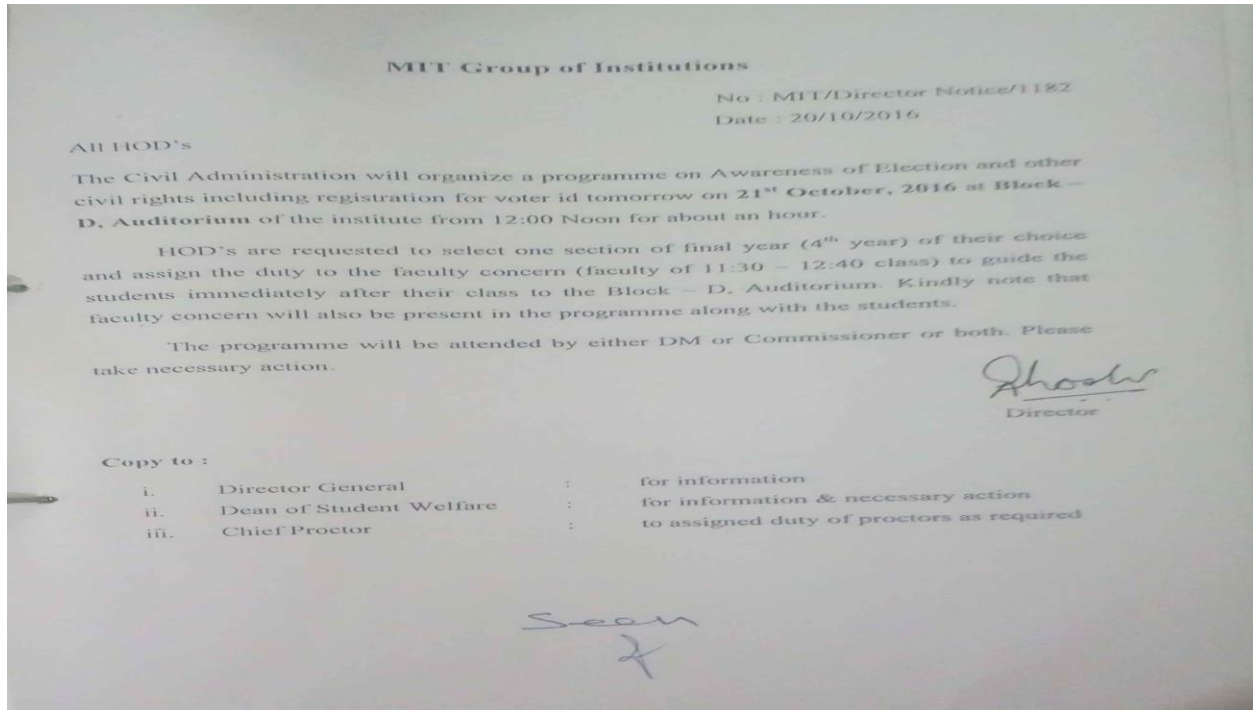 MIT Group of Institutions
No : MIT/Director Notice/1182
Date : 20/10/2016
All HOD's
The Civil Administration will organize a programme on Awareness of Election and other
civil rights including registration for voter id tomorrow on 21st October, 2016 at Block –
D, Auditorium of the institute from 12:00 Noon for about an hour.
HOD's are requested to select one section of final year (4th year) of their choice
and assign the duty to the faculty concern (faculty of 11:30 – 12:40 class) to guide the
students immediately after their class to the Block – D, Auditorium. Kindly note that
faculty concern will also be present in the programme along with the students.
The programme will be attended by either DM or Commissioner or both. Please
take necessary action.
Director
Copy to :
i. Director General : for information
ii. Dean of Student Welfare : for information & necessary action
iii. Chief Proctor : to assigned duty of proctors as required
Seen